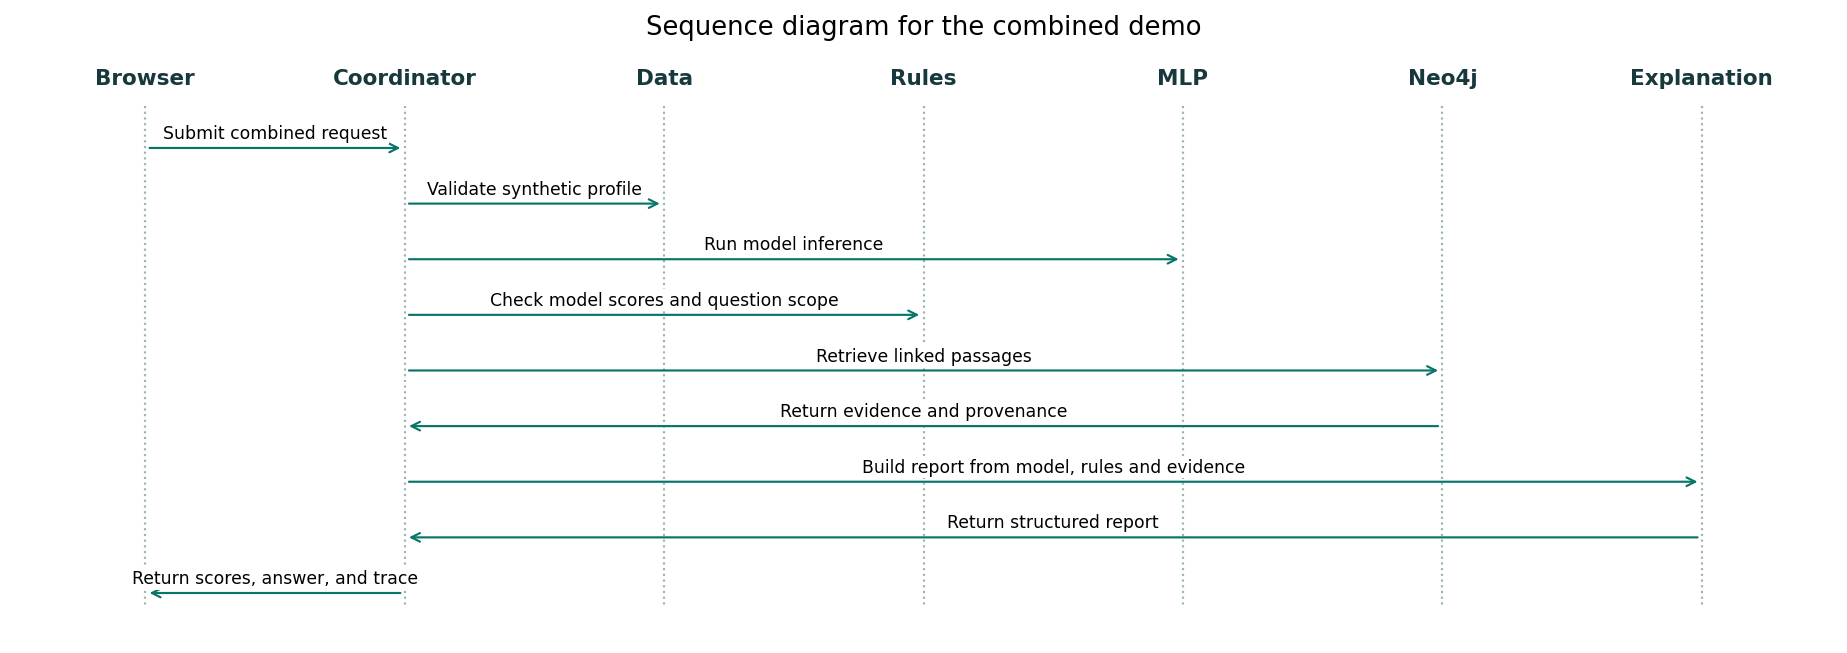 Sequence diagram for the combined demo
Browser Coordinator Data Rules MLP Neo4j Explanation
Submit combined request
Validate synthetic profile
Run model inference
Check model scores and question scope
Retrieve linked passages
Return evidence and provenance
Build report from model, rules and evidence
Return structured report
Return scores, answer, and trace